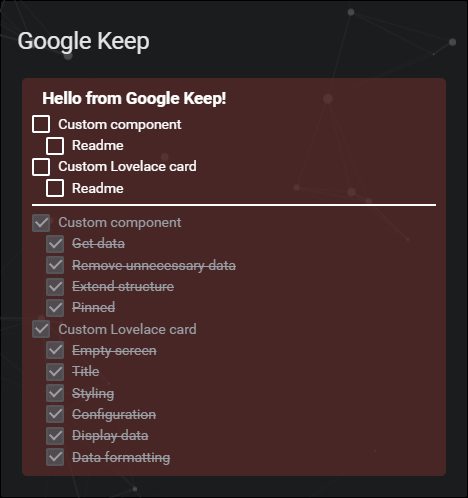 Google Keep
Hello from Google Keep!
Custom component
Readme
Custom Lovelace card
Readme
Custom component
Get data
Remove unnecessary data
Extend structure
Pinned
Custom Lovelace card
Empty screen
Title
Styling
Configuration
Display data
Data formatting